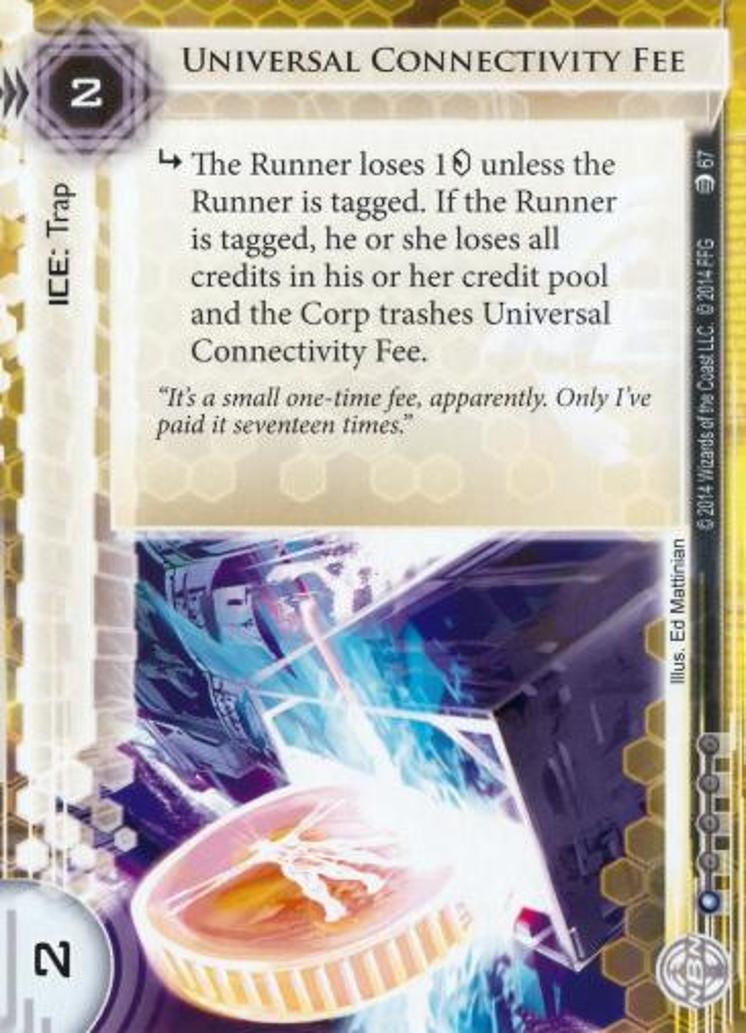 UNIVERSAL CONNECTIVITY FEE
2
ICE: Trap
↳ The Runner loses 1 unless the
Runner is tagged. If the Runner
is tagged, he or she loses all
credits in his or her credit pool
and the Corp trashes Universal
Connectivity Fee.
“It’s a small one-time fee, apparently. Only I’ve
paid it seventeen times.”
67
© 2014 Wizards of the Coast LLC. © 2014 FFG
Illus. Ed Mattinian
2
NBN